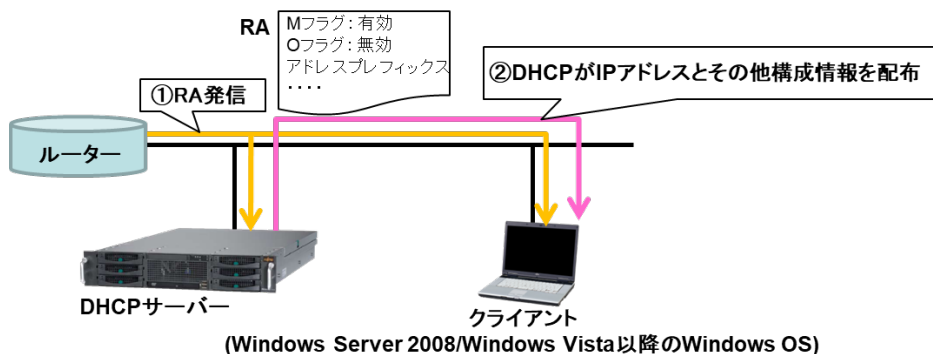 RA
Mフラグ：有効
Oフラグ：無効
アドレスプレフィックス
・・・・
②DHCPがIPアドレスとその他構成情報を配布
①RA発信
ルーター
DHCPサーバー
クライアント
(Windows Server 2008/Windows Vista以降のWindows OS)